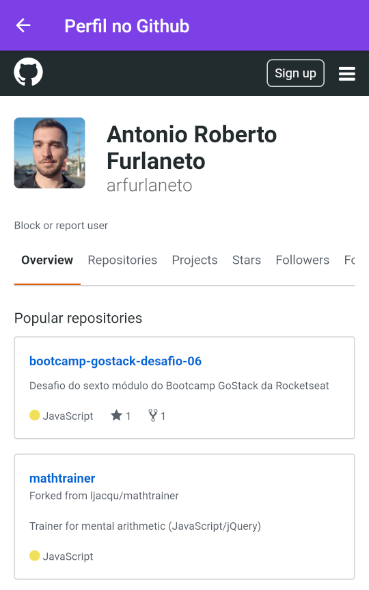 Perfil no Github
Sign up
Antonio Roberto
Furlaneto
arfurlaneto
Block or report user
Overview Repositories Projects Stars Followers Fo
Popular repositories
bootcamp-gostack-desafio-06
Desafio do sexto módulo do Bootcamp GoStack da Rocketseat
JavaScript 1 1
mathtrainer
Forked from ljacqu/mathtrainer
Trainer for mental arithmetic (JavaScript/jQuery)
JavaScript